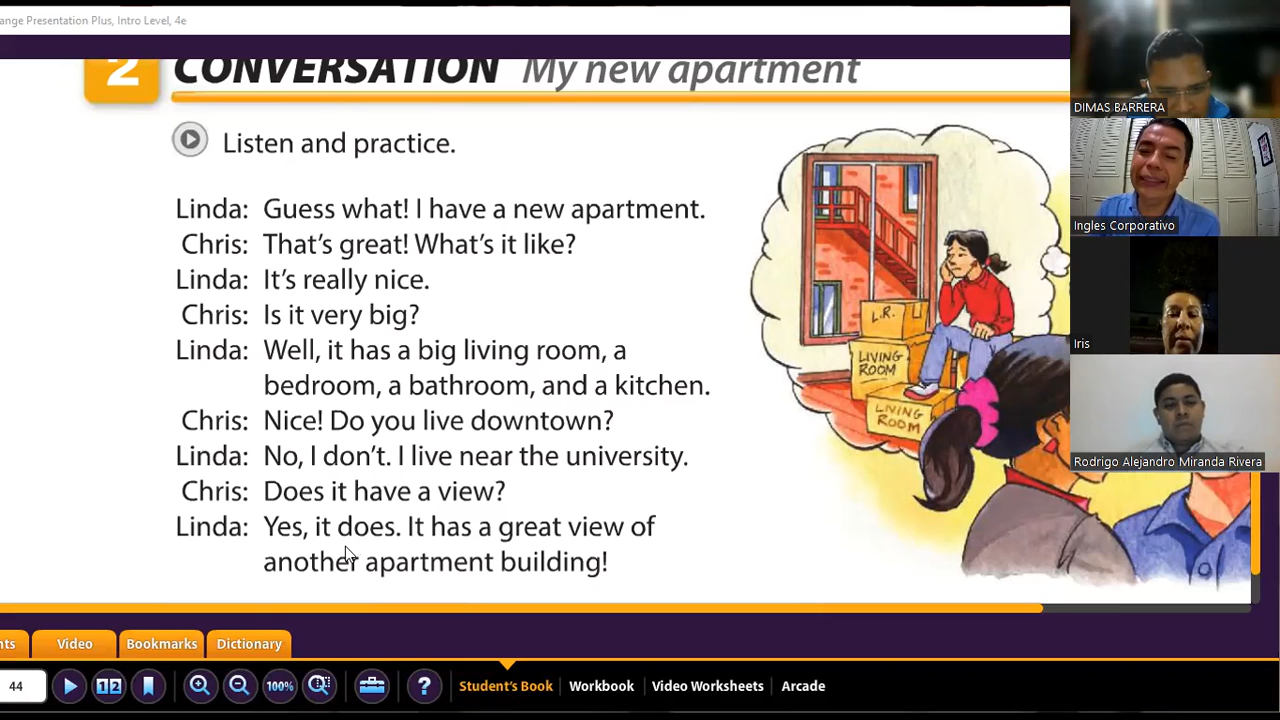 ange Presentation Plus, Intro Level, 4e
2 CONVERSATION My new apartment
Listen and practice.
Linda: Guess what! I have a new apartment.
Chris: That's great! What's it like?
Linda: It's really nice.
Chris: Is it very big?
Linda: Well, it has a big living room, a
bedroom, a bathroom, and a kitchen.
Chris: Nice! Do you live downtown?
Linda: No, I don't. I live near the university.
Chris: Does it have a view?
Linda: Yes, it does. It has a great view of
another apartment building!
L.R.
LIVING
ROOM
LIVING
ROOM
DIMAS BARRERA
Ingles Corporativo
Iris
Rodrigo Alejandro Miranda Rivera
nts Video Bookmarks Dictionary
44 12 100% ? Student's Book Workbook Video Worksheets Arcade